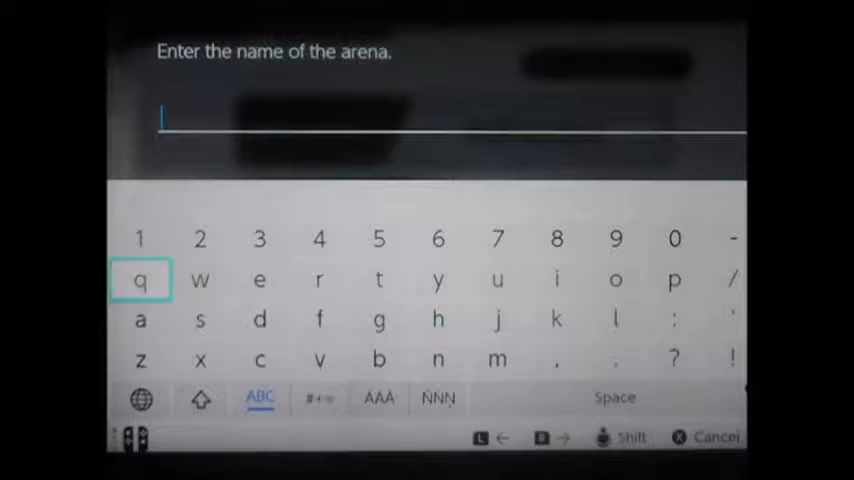 Enter the name of the arena.
1 2 3 4 5 6 7 8 9 0 -
q w e r t y u i o p /
a s d f g h j k l : '
z x c v b n m , . ? !
ABC #+= ÀÁÂ ÑŅṆ Space
L ← R → Shift X Cancel